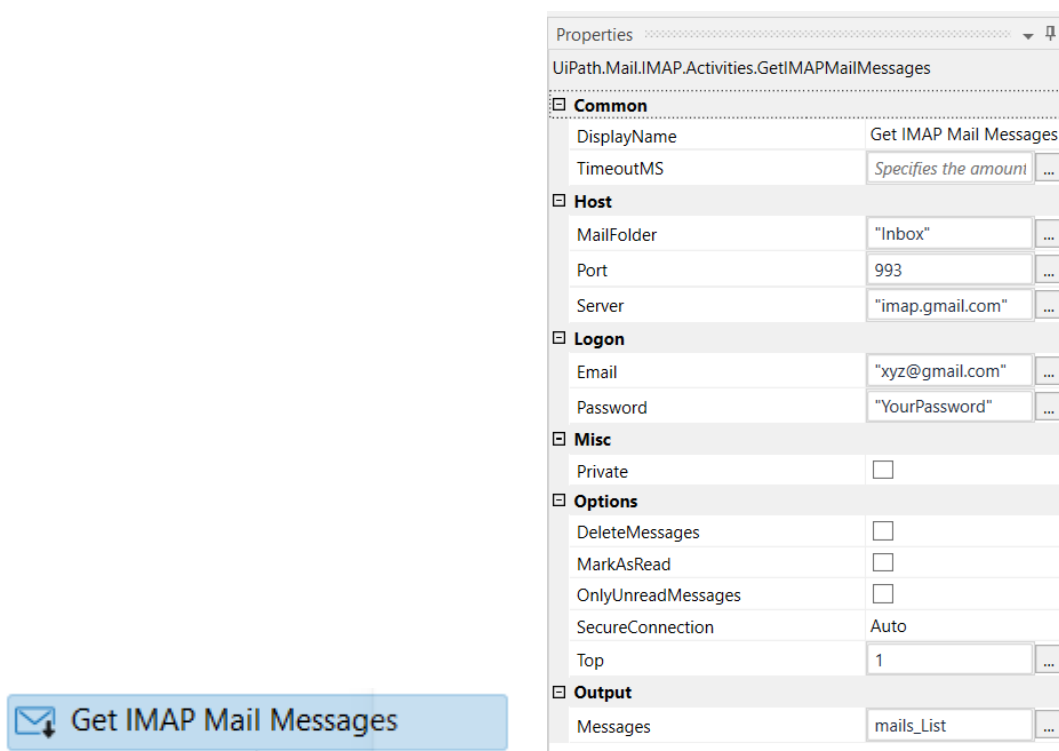 Properties
UiPath.Mail.IMAP.Activities.GetIMAPMailMessages
Common
DisplayName Get IMAP Mail Messages
TimeoutMS Specifies the amount ...
Host
MailFolder "Inbox" ...
Port 993 ...
Server "imap.gmail.com" ...
Logon
Email "xyz@gmail.com" ...
Password "YourPassword" ...
Misc
Private
Options
DeleteMessages
MarkAsRead
OnlyUnreadMessages
SecureConnection Auto
Top 1 ...
Output
Messages mails_List ...
Get IMAP Mail Messages